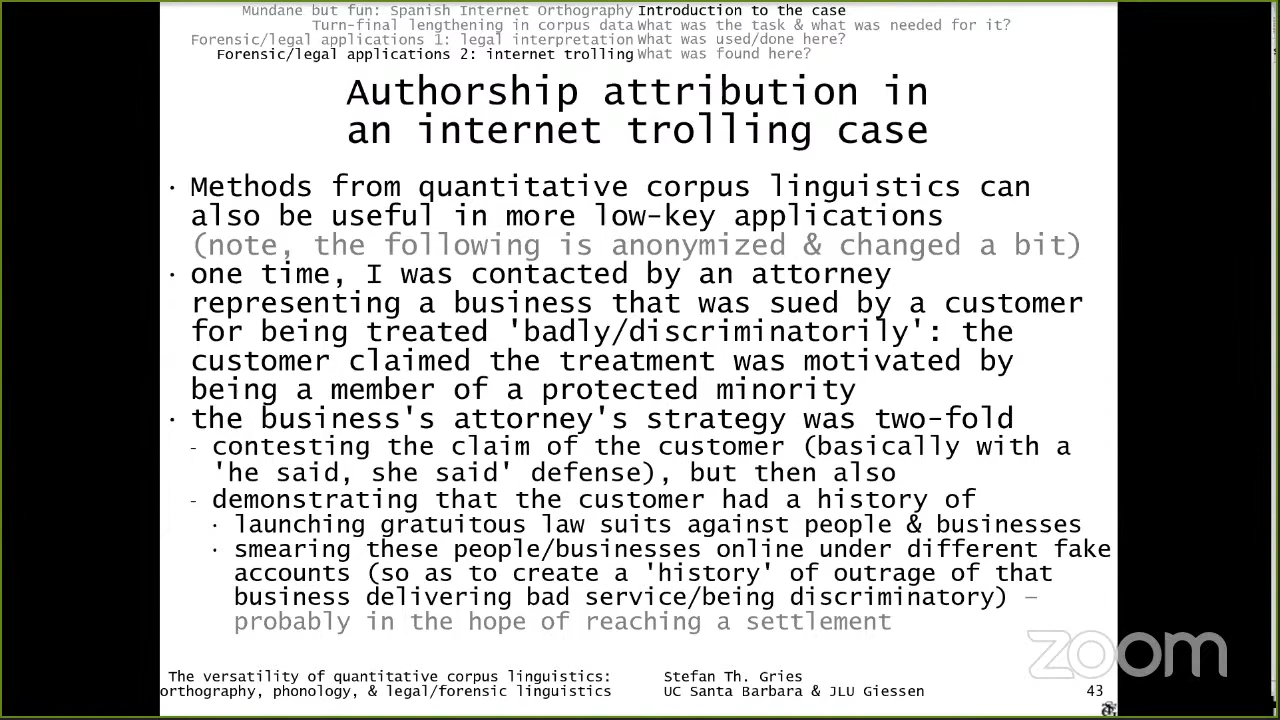 Mundane but fun: Spanish Internet Orthography Introduction to the case
Turn-final lengthening in corpus data What was the task & what was needed for it?
Forensic/legal applications 1: legal interpretation What was used/done here?
Forensic/legal applications 2: internet trolling What was found here?
Authorship attribution in
an internet trolling case
· Methods from quantitative corpus linguistics can
also be useful in more low-key applications
(note, the following is anonymized & changed a bit)
· one time, I was contacted by an attorney
representing a business that was sued by a customer
for being treated 'badly/discriminatorily': the
customer claimed the treatment was motivated by
being a member of a protected minority
· the business's attorney's strategy was two-fold
- contesting the claim of the customer (basically with a
'he said, she said' defense), but then also
- demonstrating that the customer had a history of
· launching gratuitous law suits against people & businesses
· smearing these people/businesses online under different fake
accounts (so as to create a 'history' of outrage of that
business delivering bad service/being discriminatory) –
probably in the hope of reaching a settlement
zoom
The versatility of quantitative corpus linguistics: Stefan Th. Gries
orthography, phonology, & legal/forensic linguistics UC Santa Barbara & JLU Giessen 43